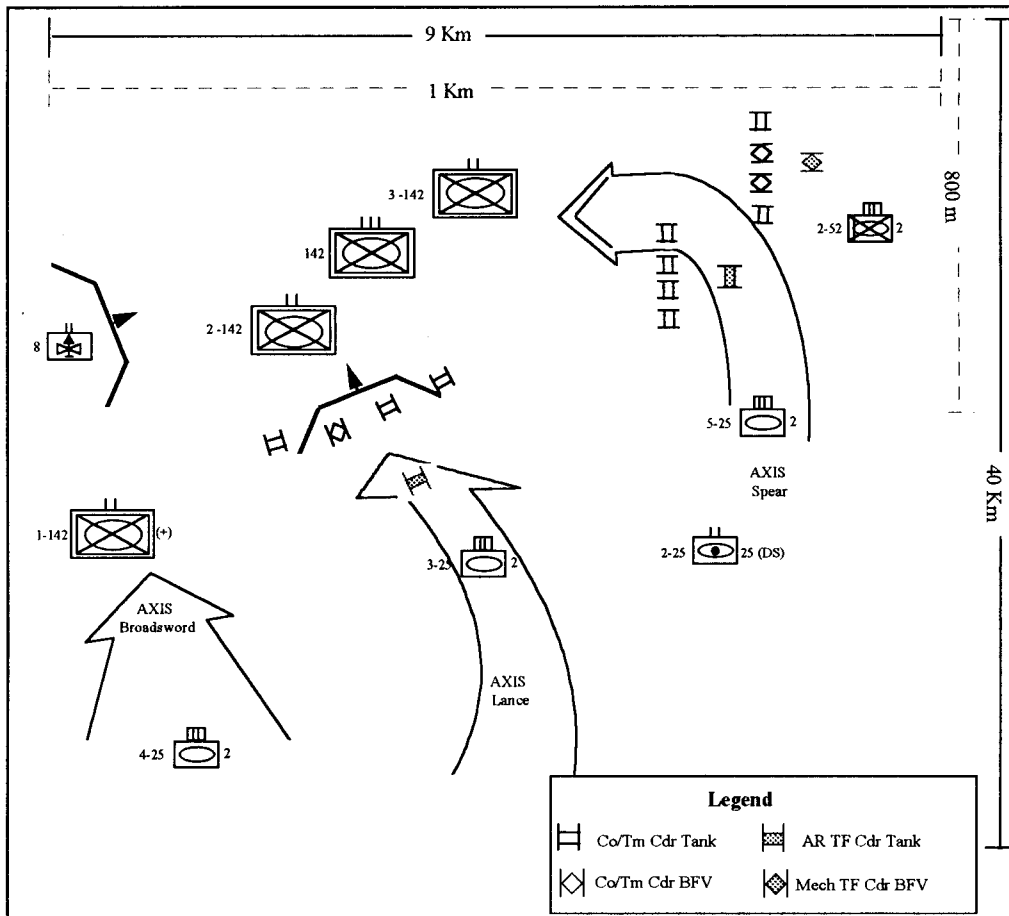 9 Km
1 Km
800 m
40 Km
3 -142
142
2-52 2
2 -142
8
5-25 2
AXIS
Spear
1-142 (+)
2-25 25 (DS)
3-25 2
AXIS
Broadsword
AXIS
Lance
4-25 2
Legend
Co/Tm Cdr Tank
AR TF Cdr Tank
Co/Tm Cdr BFV
Mech TF Cdr BFV